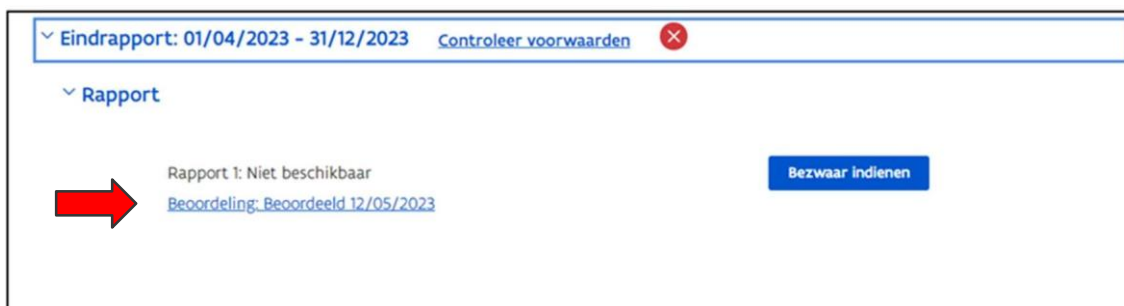 Eindrapport: 01/04/2023 - 31/12/2023 Controleer voorwaarden
Rapport
Rapport 1: Niet beschikbaar
Bezwaar indienen
Beoordeling: Beoordeeld 12/05/2023